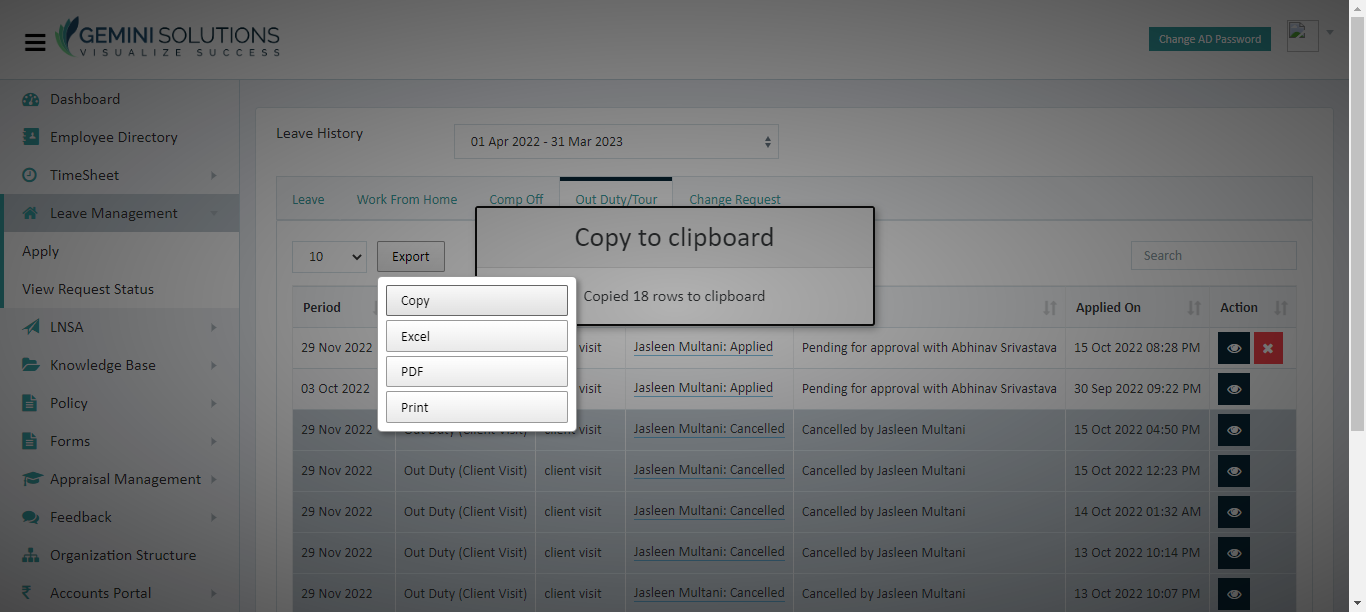 GEMINI SOLUTIONS
VISUALIZE SUCCESS
Change AD Password
Dashboard
Employee Directory
TimeSheet
Leave Management
Apply
View Request Status
LNSA
Knowledge Base
Policy
Forms
Appraisal Management
Feedback
Organization Structure
Accounts Portal
Leave History
01 Apr 2022 - 31 Mar 2023
Leave Work From Home Comp Off Out Duty/Tour Change Request
10 Export Search
Copy to clipboard
Copied 18 rows to clipboard
Copy
Excel
PDF
Print
Period Applied On Action
29 Nov 2022 visit Jasleen Multani: Applied Pending for approval with Abhinav Srivastava 15 Oct 2022 08:28 PM
03 Oct 2022 visit Jasleen Multani: Applied Pending for approval with Abhinav Srivastava 30 Sep 2022 09:22 PM
29 Nov 2022 Out Duty (Client Visit) visit Jasleen Multani: Cancelled Cancelled by Jasleen Multani 15 Oct 2022 04:50 PM
29 Nov 2022 Out Duty (Client Visit) client visit Jasleen Multani: Cancelled Cancelled by Jasleen Multani 15 Oct 2022 12:23 PM
29 Nov 2022 Out Duty (Client Visit) client visit Jasleen Multani: Cancelled Cancelled by Jasleen Multani 14 Oct 2022 01:32 AM
29 Nov 2022 Out Duty (Client Visit) client visit Jasleen Multani: Cancelled Cancelled by Jasleen Multani 13 Oct 2022 10:14 PM
29 Nov 2022 Out Duty (Client Visit) client visit Jasleen Multani: Cancelled Cancelled by Jasleen Multani 13 Oct 2022 10:07 PM